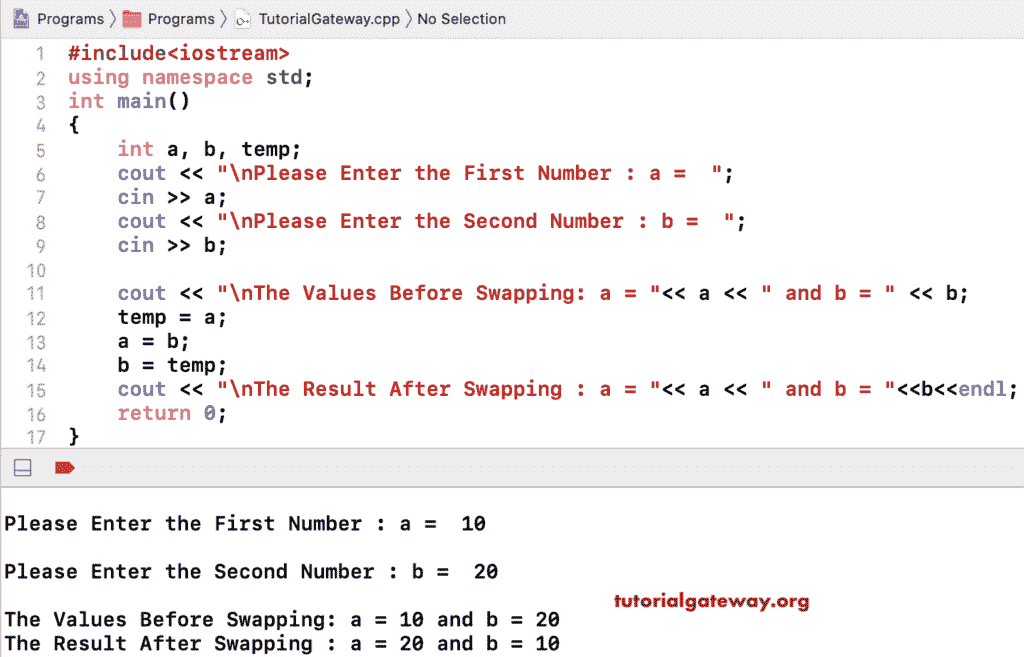 Programs 〉 Programs 〉 TutorialGateway.cpp 〉 No Selection
1 #include<iostream>
2 using namespace std;
3 int main()
4 {
5     int a, b, temp;
6     cout << "\nPlease Enter the First Number : a =  ";
7     cin >> a;
8     cout << "\nPlease Enter the Second Number : b =  ";
9     cin >> b;
10
11     cout << "\nThe Values Before Swapping: a = "<< a << " and b = " << b;
12     temp = a;
13     a = b;
14     b = temp;
15     cout << "\nThe Result After Swapping : a = "<< a << " and b = "<<b<<endl;
16     return 0;
17 }
Please Enter the First Number : a =  10
Please Enter the Second Number : b =  20
tutorialgateway.org
The Values Before Swapping: a = 10 and b = 20
The Result After Swapping : a = 20 and b = 10